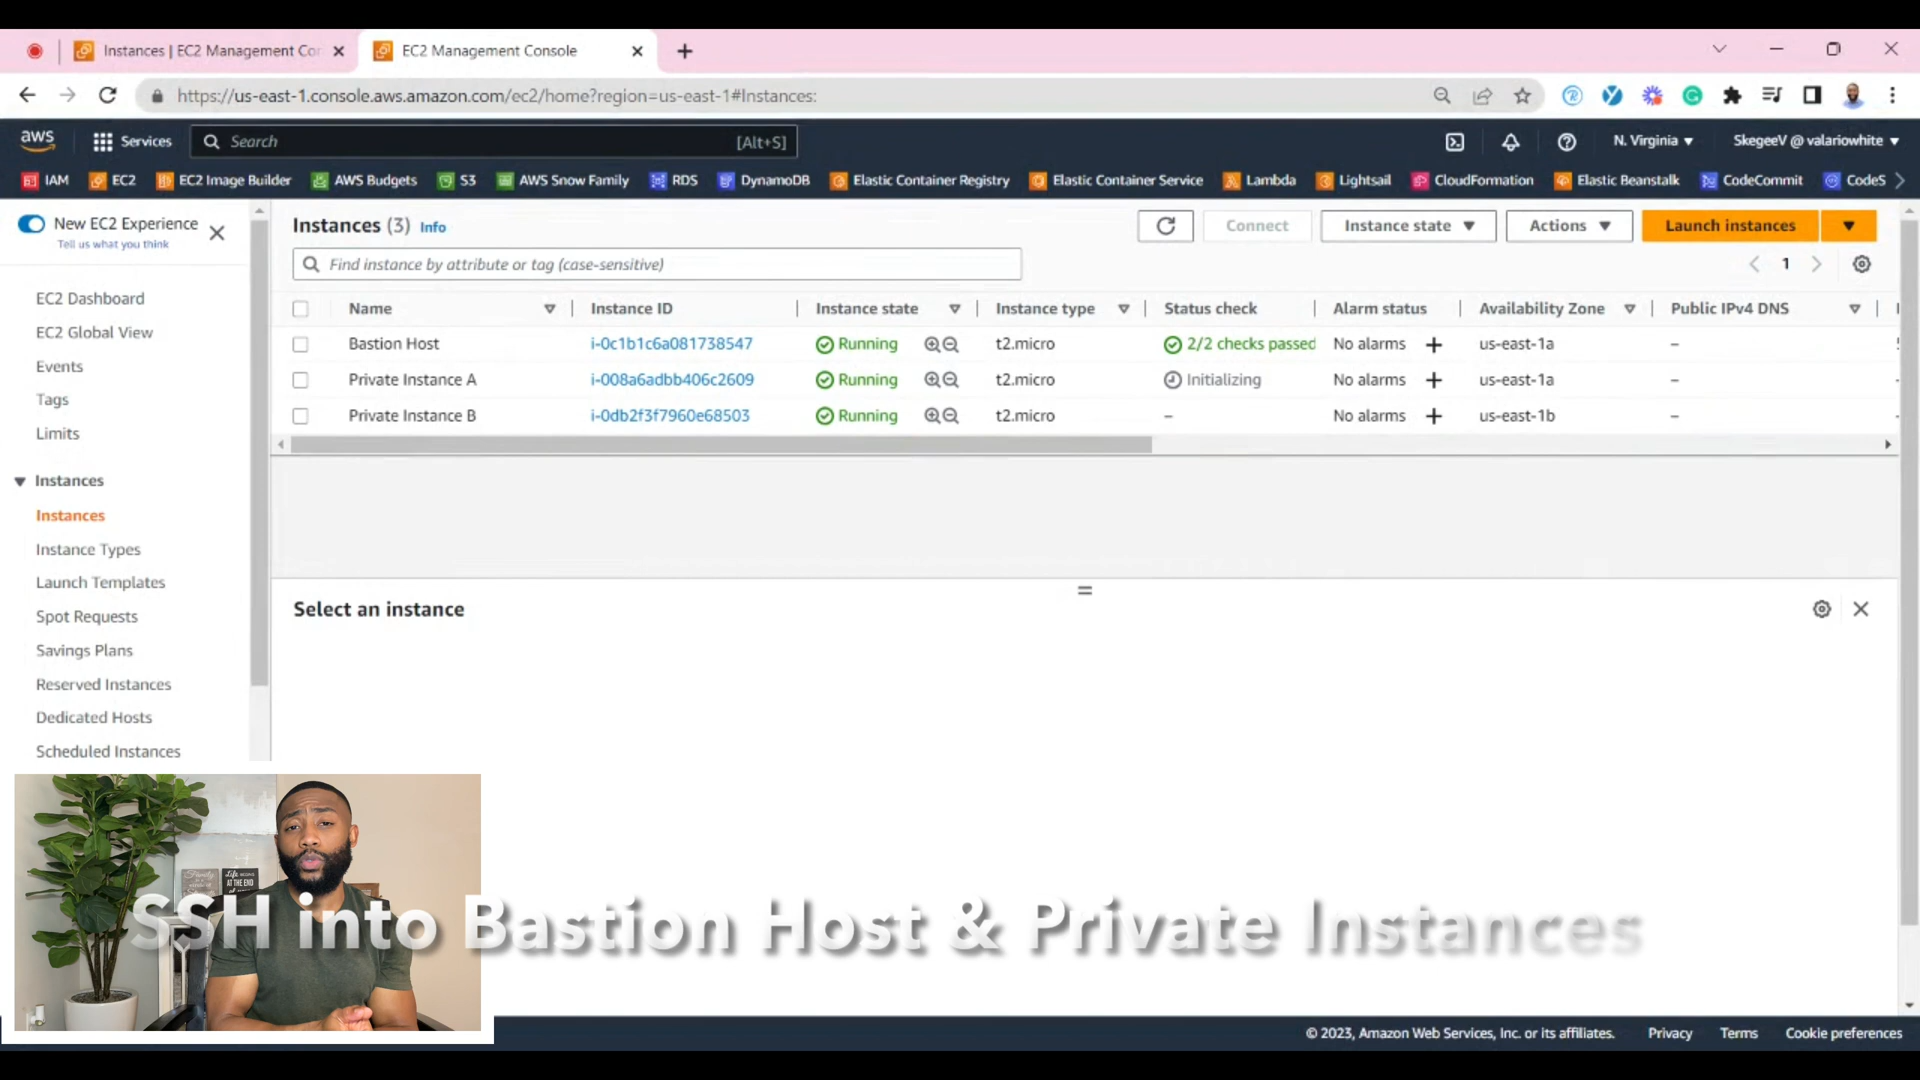 Instances | EC2 Management Co
EC2 Management Console
https://us-east-1.console.aws.amazon.com/ec2/home?region=us-east-1#Instances:
aws
Services
Search
[Alt+S]
N. Virginia
SkegeeV @ valariowhite
IAM
EC2
EC2 Image Builder
AWS Budgets
S3
AWS Snow Family
RDS
DynamoDB
Elastic Container Registry
Elastic Container Service
Lambda
Lightsail
CloudFormation
Elastic Beanstalk
CodeCommit
CodeS
New EC2 Experience
Tell us what you think
EC2 Dashboard
EC2 Global View
Events
Tags
Limits
Instances
Instances
Instance Types
Launch Templates
Spot Requests
Savings Plans
Reserved Instances
Dedicated Hosts
Scheduled Instances
Instances (3) Info
Connect
Instance state
Actions
Launch instances
Find instance by attribute or tag (case-sensitive)
1
Name Instance ID Instance state Instance type Status check Alarm status Availability Zone Public IPv4 DNS
Bastion Host i-0c1b1c6a081738547 Running t2.micro 2/2 checks passed No alarms + us-east-1a –
Private Instance A i-008a6adbb406c2609 Running t2.micro Initializing No alarms + us-east-1a –
Private Instance B i-0db2f3f7960e68503 Running t2.micro – No alarms + us-east-1b –
Select an instance
AT THE END
SSH into Bastion Host & Private Instances
© 2023, Amazon Web Services, Inc. or its affiliates.
Privacy
Terms
Cookie preferences